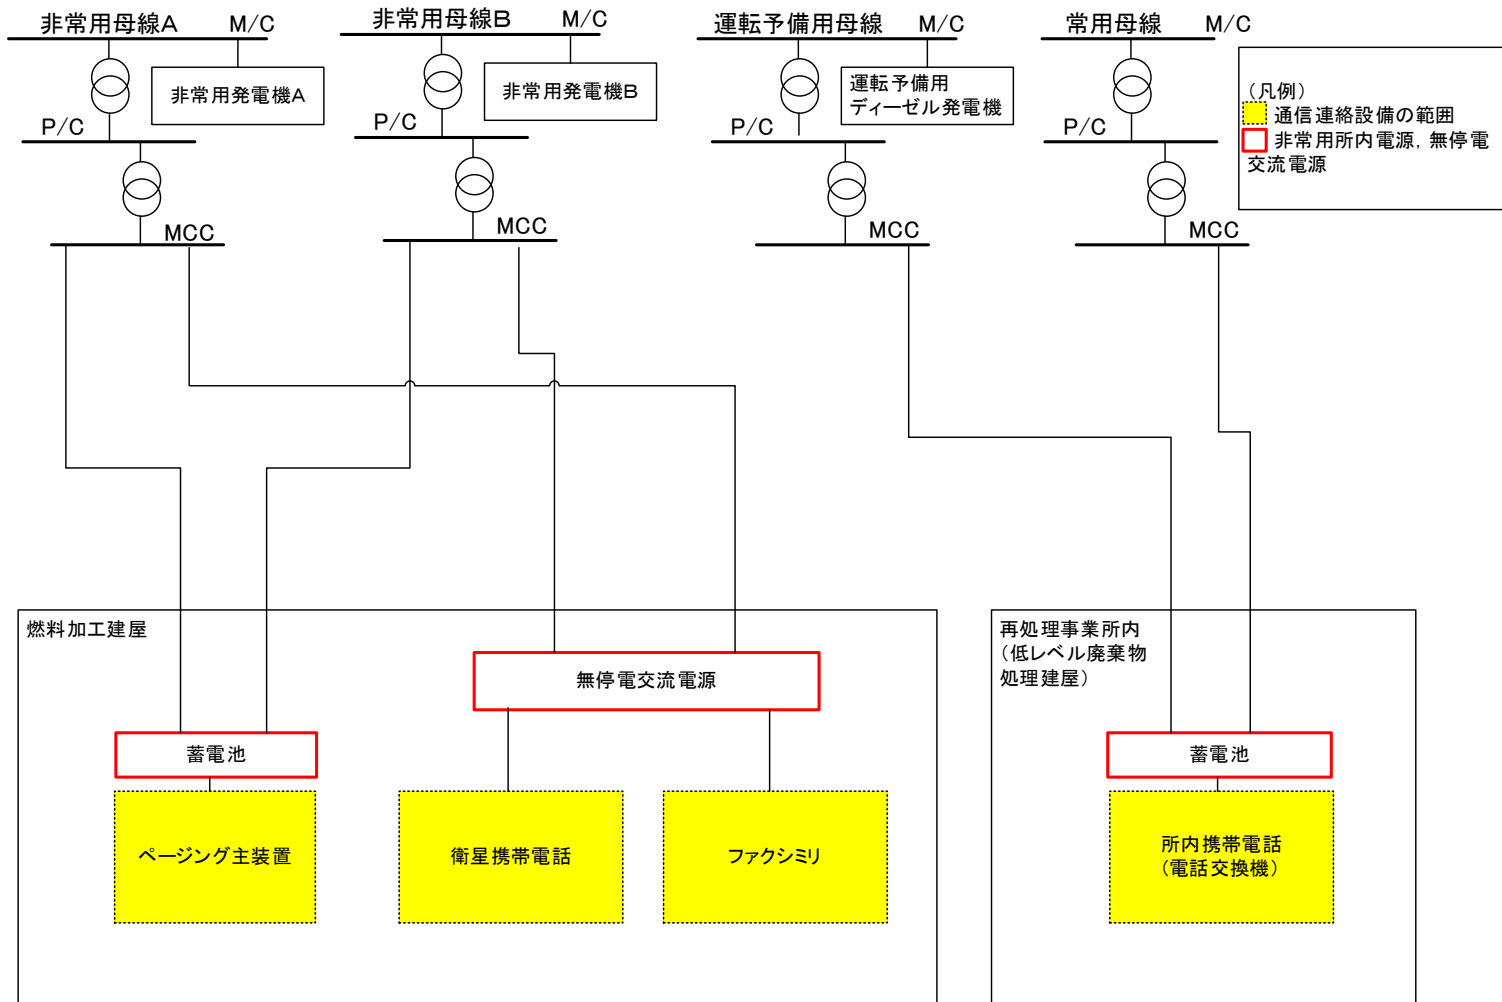 非常用母線A
M/C
非常用母線B
M/C
運転予備用母線
M/C
常用母線
M/C
非常用発電機A
非常用発電機B
運転予備用
ディーゼル発電機
(凡例)
通信連絡設備の範囲
非常用所内電源, 無停電
交流電源
P/C
P/C
P/C
P/C
MCC
MCC
MCC
MCC
燃料加工建屋
無停電交流電源
蓄電池
ページング主装置
衛星携帯電話
ファクシミリ
再処理事業所内
(低レベル廃棄物
処理建屋)
蓄電池
所内携帯電話
(電話交換機)